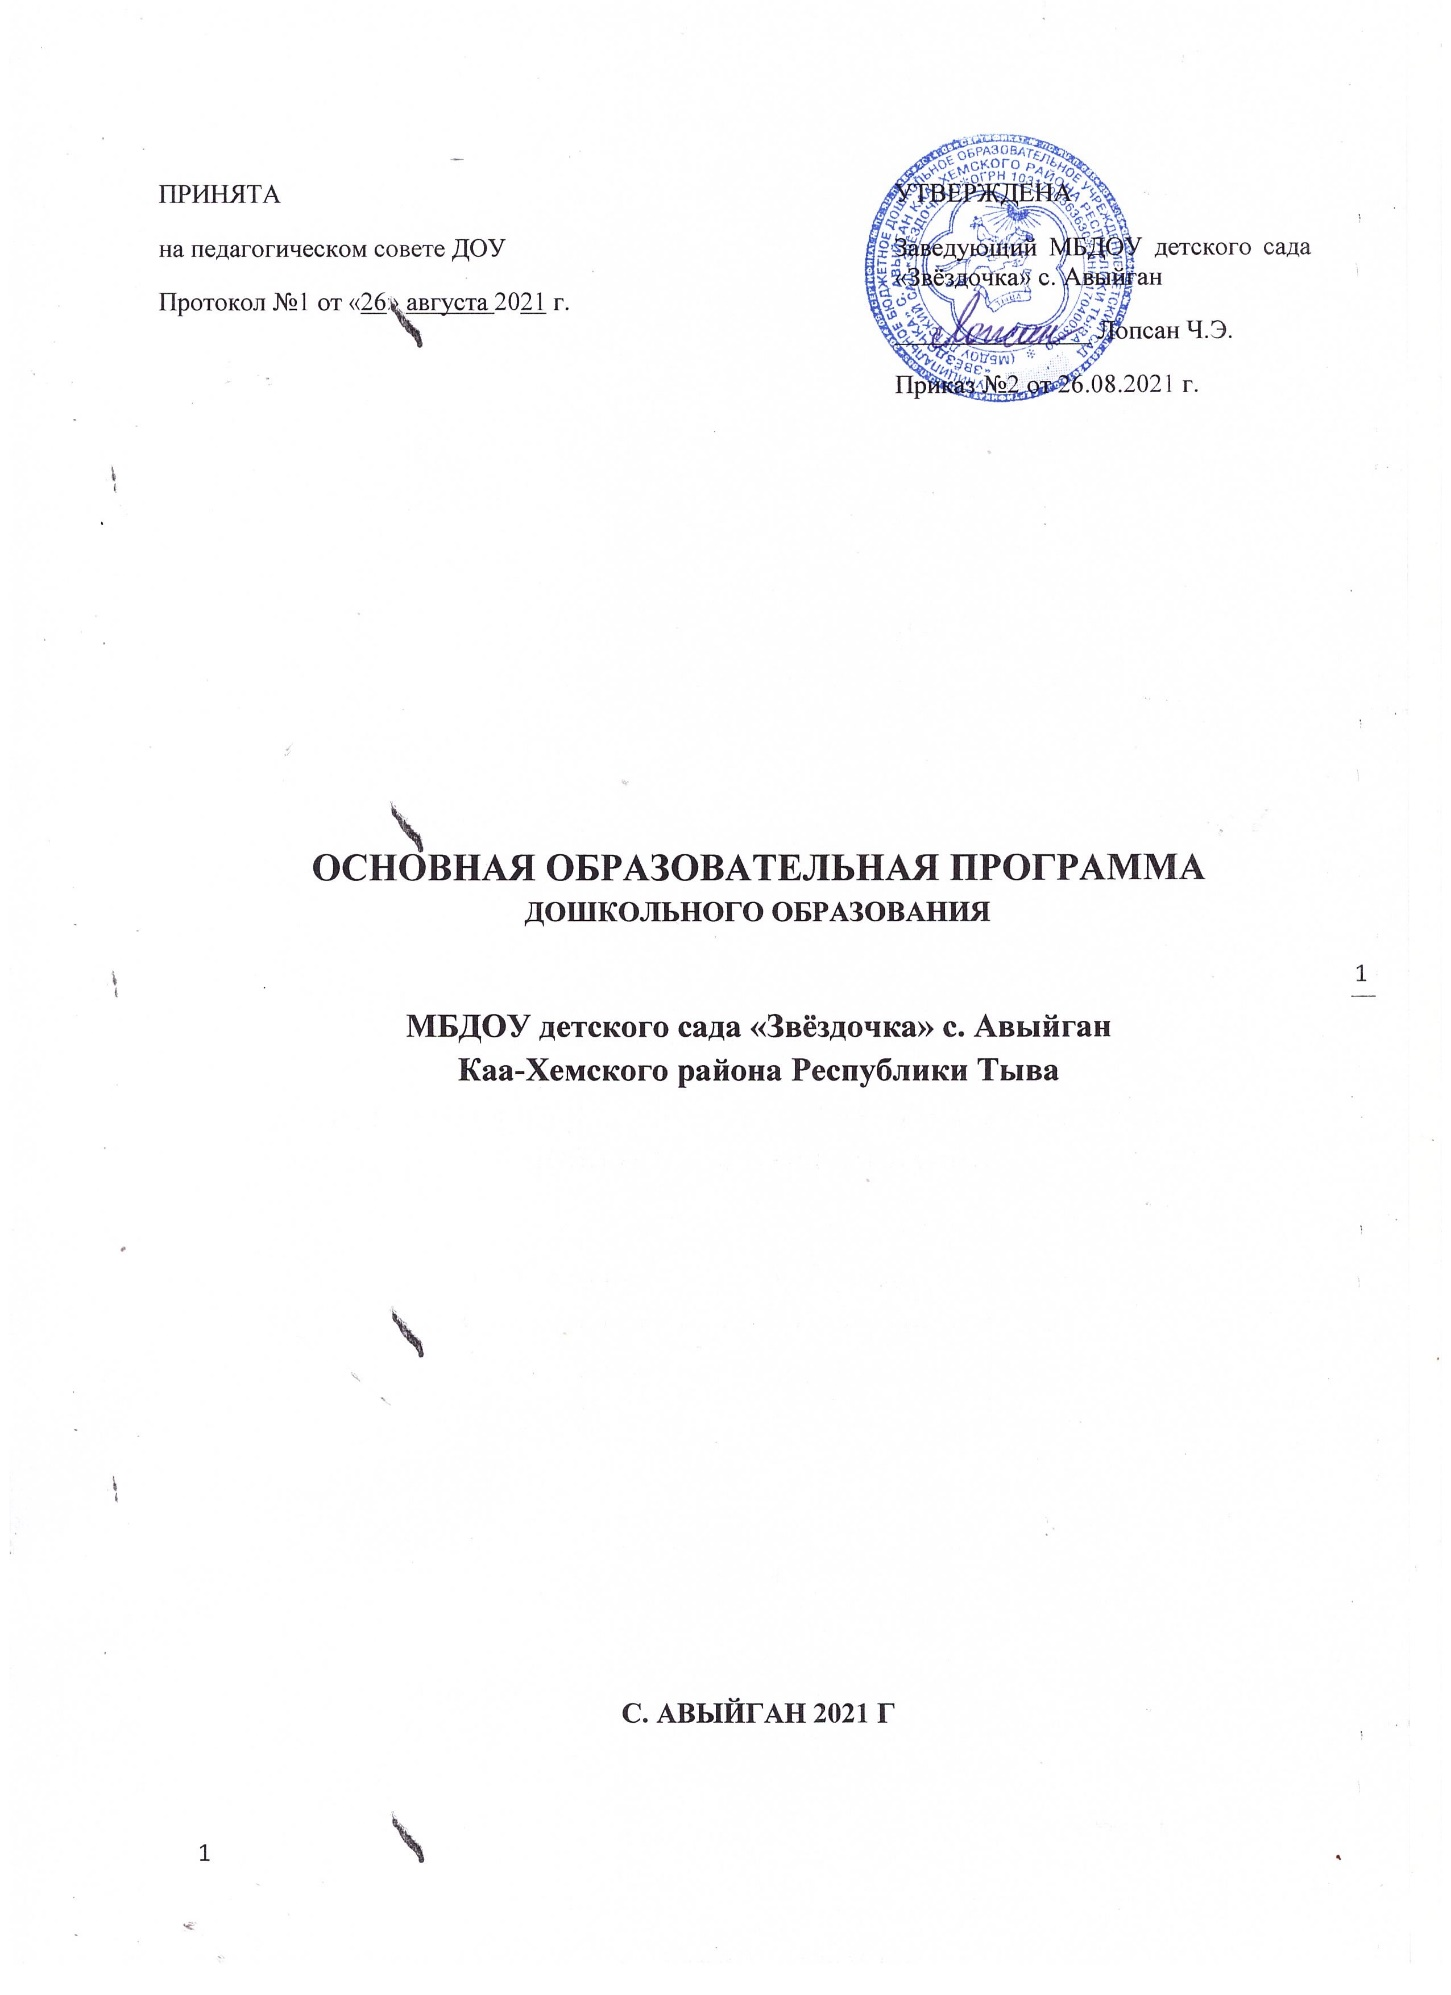 ПРИНЯТА
на педагогическом совете ДОУ
Протокол №1 от «26» августа 2021 г.
УТВЕРЖДЕНА
Заведующий МБДОУ детского сада
«Звёздочка» с. Авыйган
Лопсан Ч.Э.
Приказ №2 от 26.08.2021 г.
ОСНОВНАЯ ОБРАЗОВАТЕЛЬНАЯ ПРОГРАММА
ДОШКОЛЬНОГО ОБРАЗОВАНИЯ
1
МБДОУ детского сада «Звёздочка» с. Авыйган
Каа-Хемского района Республики Тыва
С. АВЫЙГАН 2021 Г
1